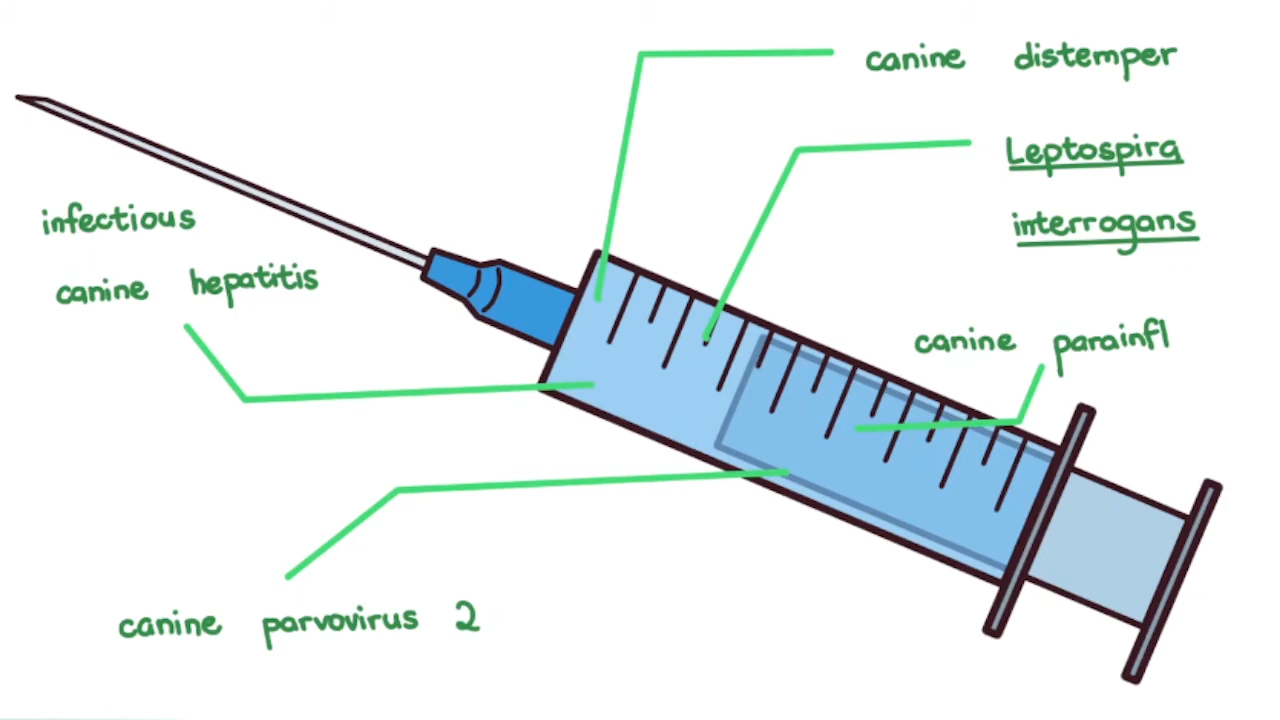 canine distemper
Leptospira
interrogans
infectious
canine hepatitis
canine parainfl
canine parvovirus 2